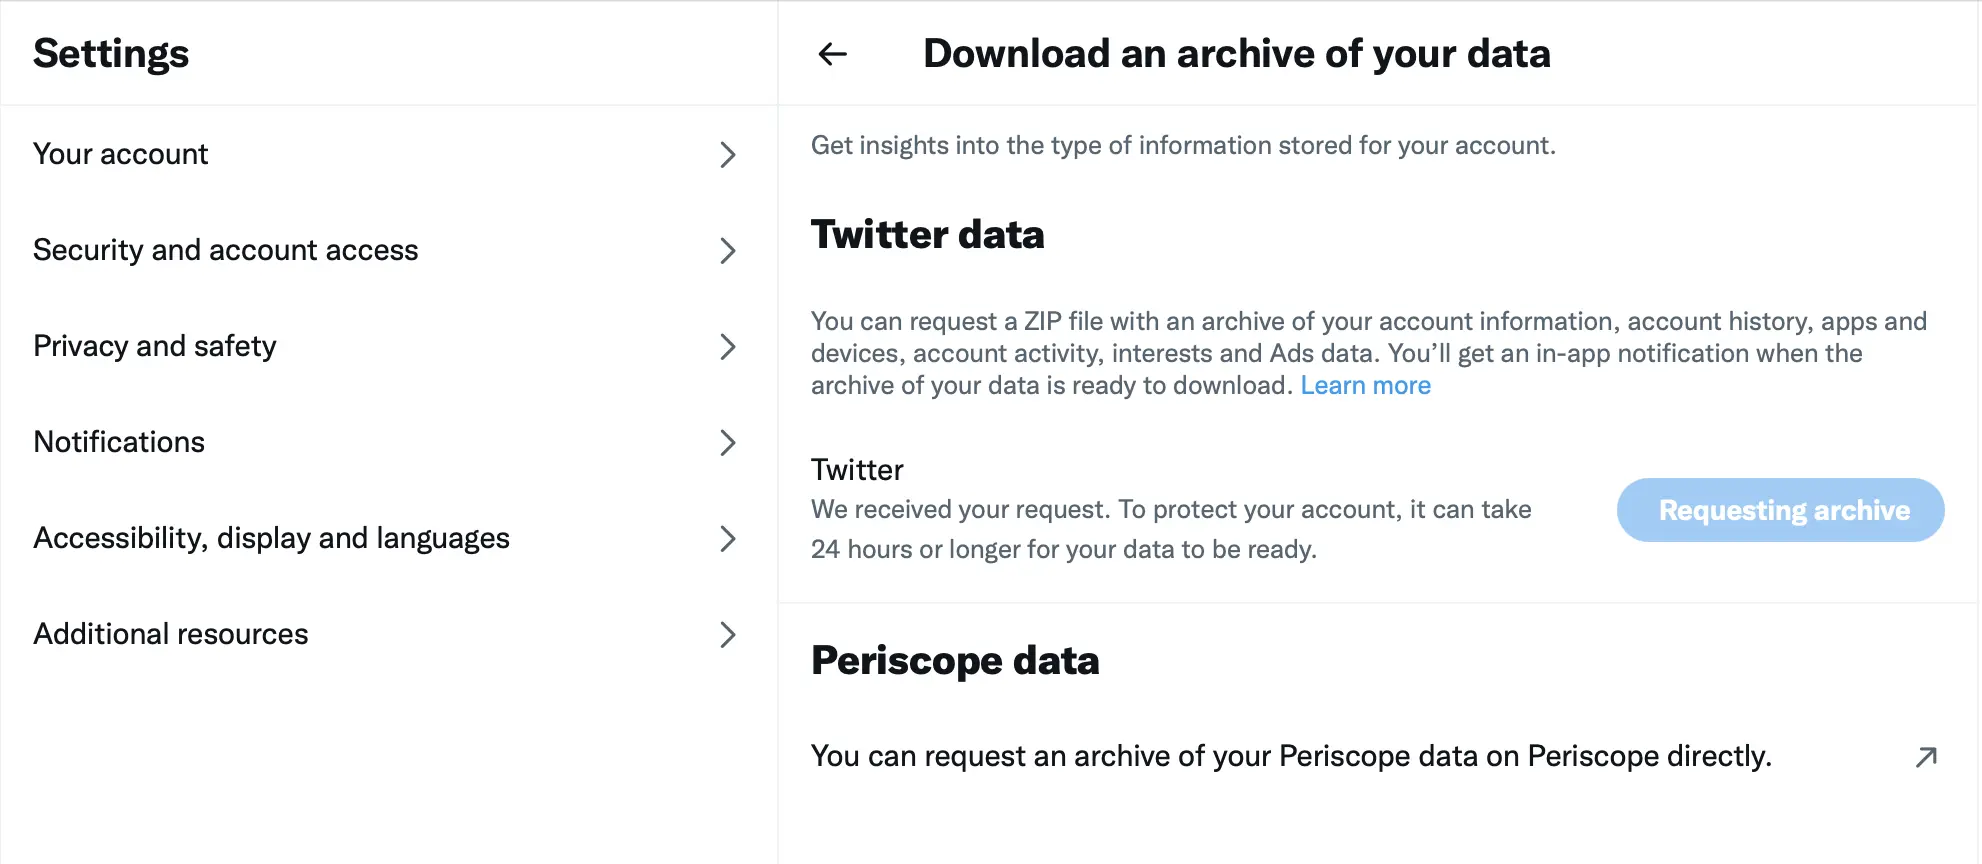 Settings
Your account
Security and account access
Privacy and safety
Notifications
Accessibility, display and languages
Additional resources
Download an archive of your data
Get insights into the type of information stored for your account.
Twitter data
You can request a ZIP file with an archive of your account information, account history, apps and
devices, account activity, interests and Ads data. You’ll get an in-app notification when the
archive of your data is ready to download. Learn more
Twitter
We received your request. To protect your account, it can take
24 hours or longer for your data to be ready.
Requesting archive
Periscope data
You can request an archive of your Periscope data on Periscope directly.